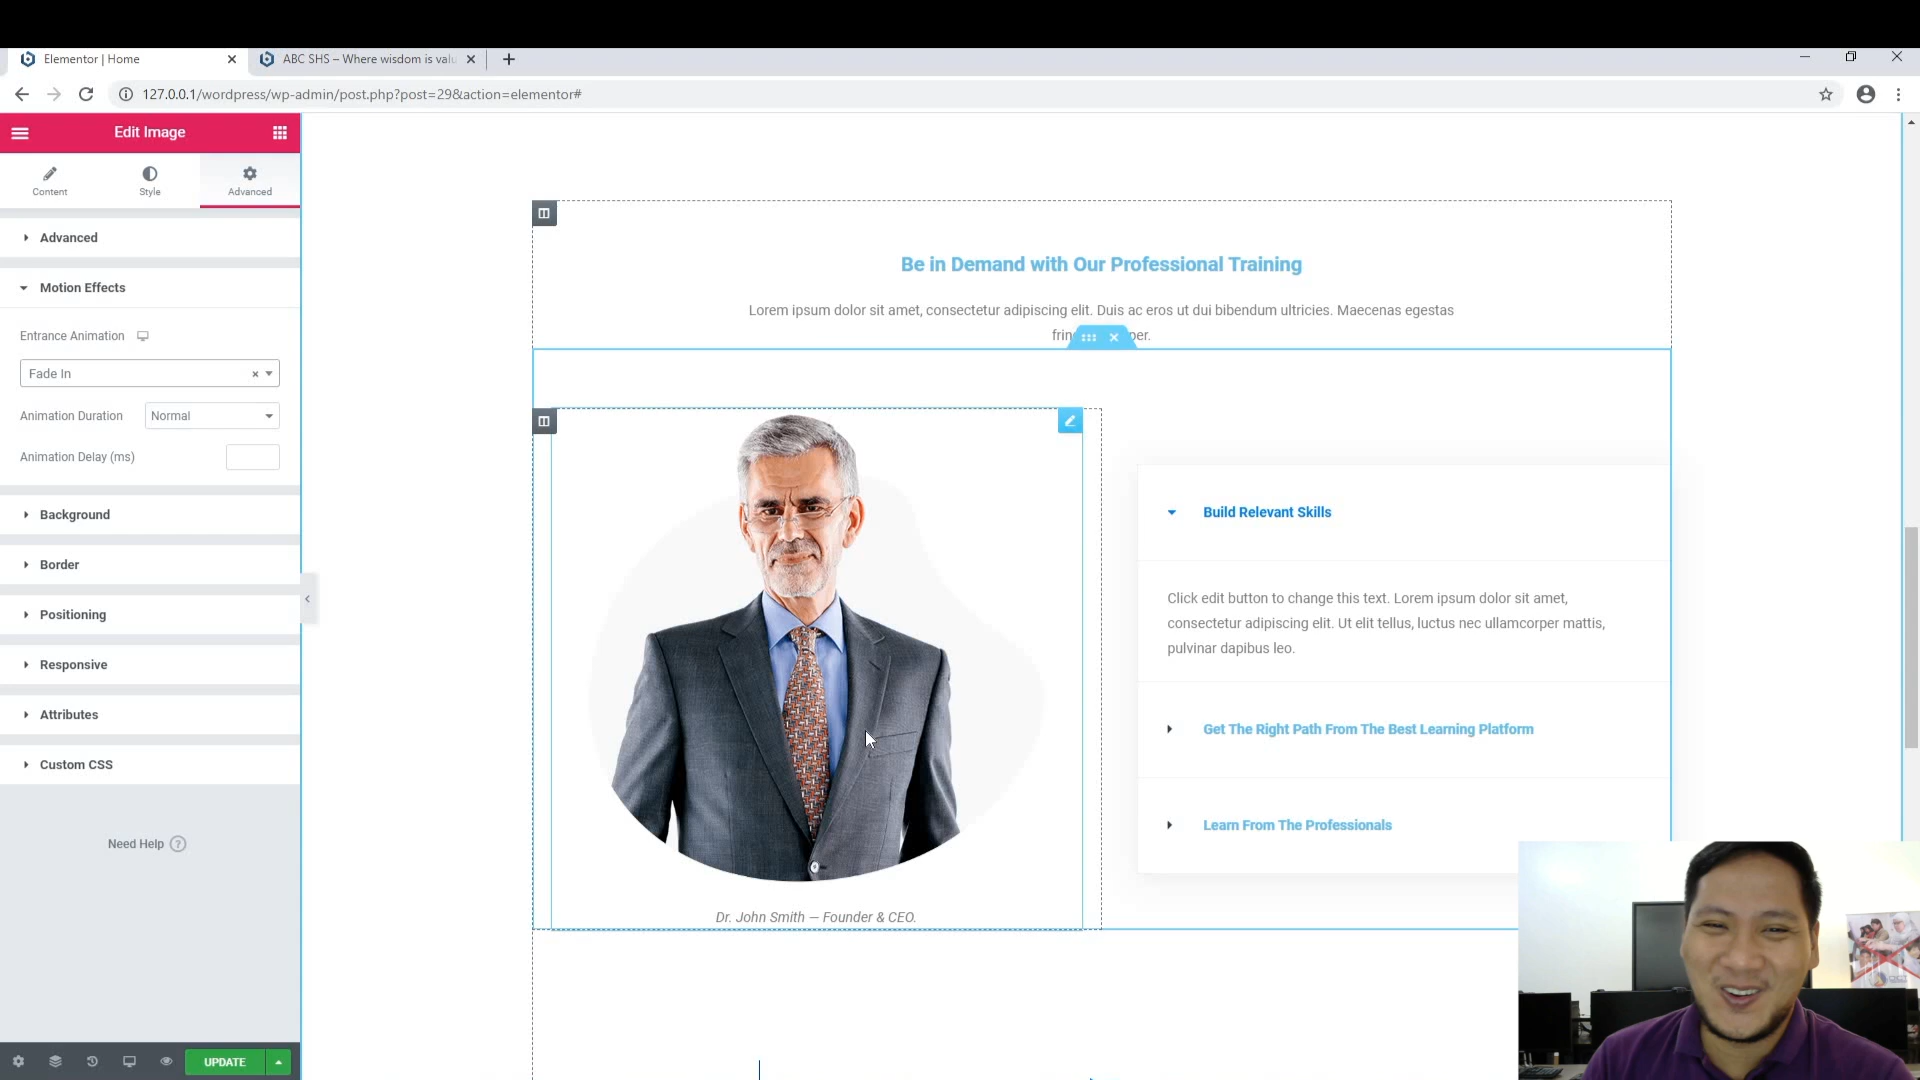 Elementor | Home
ABC SHS – Where wisdom is valu
127.0.0.1/wordpress/wp-admin/post.php?post=29&action=elementor#
Edit Image
Content
Style
Advanced
Advanced
Motion Effects
Entrance Animation
Fade In
Animation Duration
Normal
Animation Delay (ms)
Background
Border
Positioning
Responsive
Attributes
Custom CSS
Need Help
UPDATE
Be in Demand with Our Professional Training
Lorem ipsum dolor sit amet, consectetur adipiscing elit. Duis ac eros ut dui bibendum ultricies. Maecenas egestas
Build Relevant Skills
Click edit button to change this text. Lorem ipsum dolor sit amet,
consectetur adipiscing elit. Ut elit tellus, luctus nec ullamcorper mattis,
pulvinar dapibus leo.
Get The Right Path From The Best Learning Platform
Learn From The Professionals
Dr. John Smith — Founder & CEO.